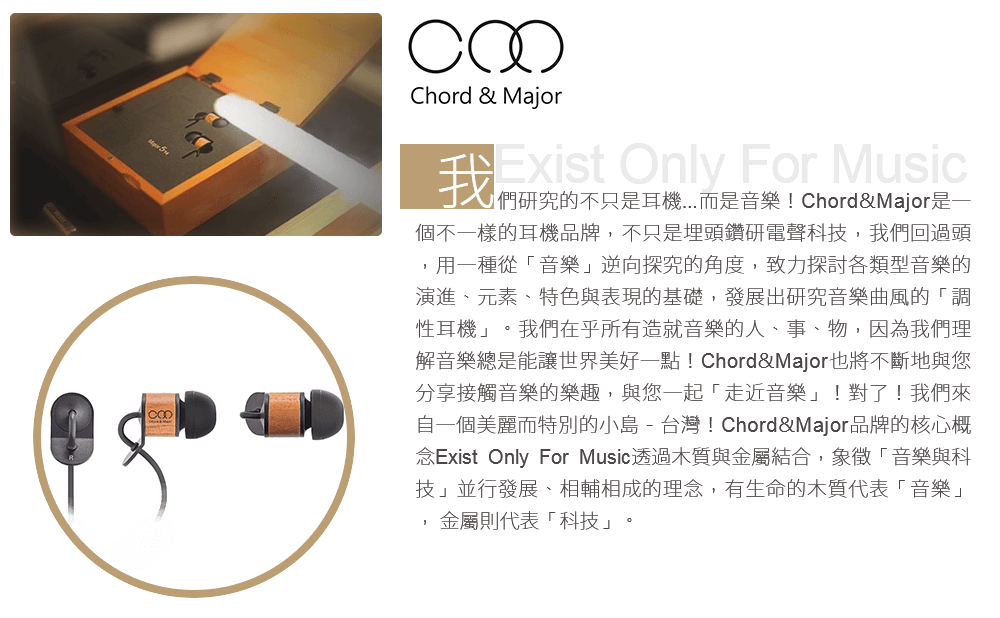 Major 5'14
Chord & Major
Exist Only For Music
我們研究的不只是耳機...而是音樂！Chord&Major是一
個不一樣的耳機品牌，不只是埋頭鑽研電聲科技，我們回過頭
，用一種從「音樂」逆向探究的角度，致力探討各類型音樂的
演進、元素、特色與表現的基礎，發展出研究音樂曲風的「調
性耳機」。我們在乎所有造就音樂的人、事、物，因為我們理
解音樂總是能讓世界美好一點！Chord&Major也將不斷地與您
分享接觸音樂的樂趣，與您一起「走近音樂」！對了！我們來
自一個美麗而特別的小島 - 台灣！Chord&Major品牌的核心概
念Exist Only For Music透過木質與金屬結合，象徵「音樂與科
技」並行發展、相輔相成的理念，有生命的木質代表「音樂」
， 金屬則代表「科技」。
Chord & Major
R